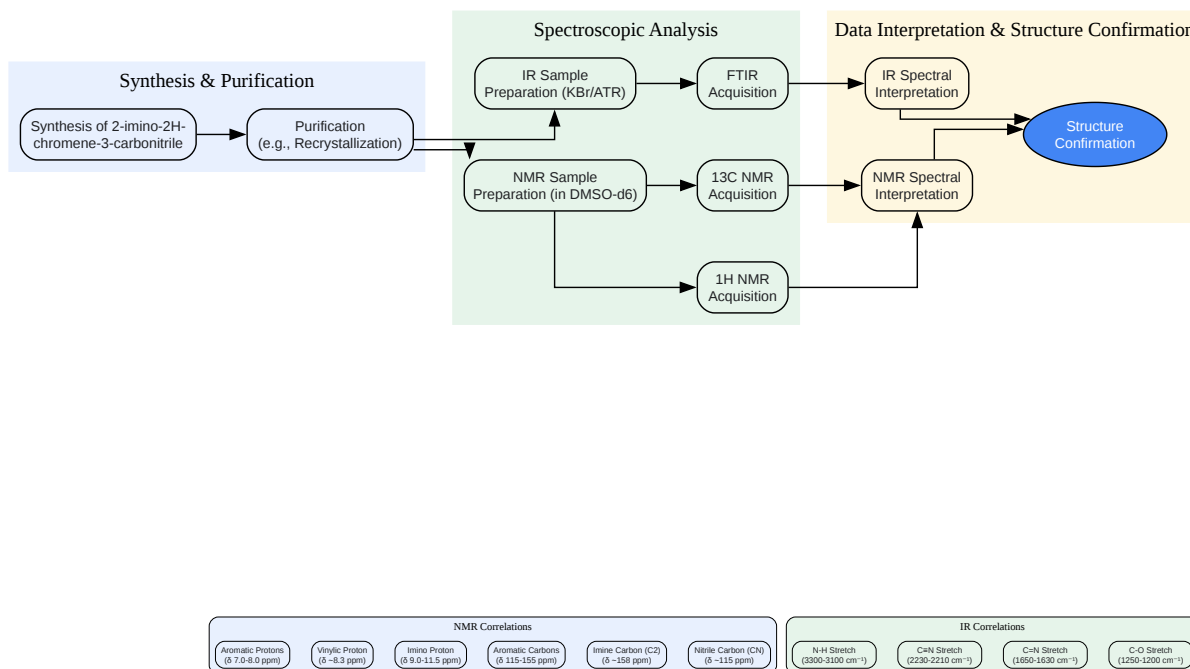 Synthesis & Purification
Synthesis of 2-imino-2H-
chromene-3-carbonitrile
Purification
(e.g., Recrystallization)
Spectroscopic Analysis
IR Sample
Preparation (KBr/ATR)
FTIR
Acquisition
NMR Sample
Preparation (in DMSO-d6)
13C NMR
Acquisition
1H NMR
Acquisition
Data Interpretation & Structure Confirmation
IR Spectral
Interpretation
Structure
Confirmation
NMR Spectral
Interpretation
NMR Correlations
Aromatic Protons
(δ 7.0-8.0 ppm)
Vinylic Proton
(δ ~8.3 ppm)
Imino Proton
(δ 9.0-11.5 ppm)
Aromatic Carbons
(δ 115-155 ppm)
Imine Carbon (C2)
(δ ~158 ppm)
Nitrile Carbon (CN)
(δ ~115 ppm)
IR Correlations
N-H Stretch
(3300-3100 cm⁻¹)
C≡N Stretch
(2230-2210 cm⁻¹)
C=N Stretch
(1650-1630 cm⁻¹)
C-O Stretch
(1250-1200 cm⁻¹)